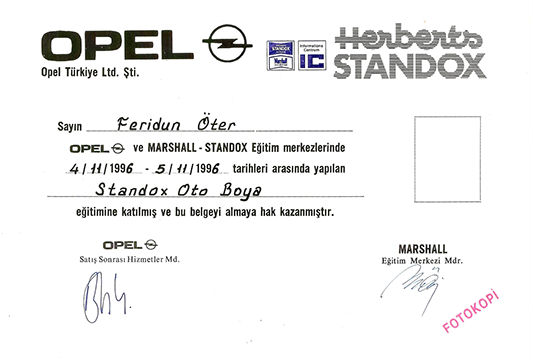 OPEL
Opel Türkiye Ltd. Şti.
STANDOX
Marshall
Informations Centrum
IC
Herberts
STANDOX
Sayın Feridun Öter
OPEL ve MARSHALL - STANDOX Eğitim merkezlerinde
4/11/1996 - 5/11/1996 tarihleri arasında yapılan
Standox Oto Boya
eğitimine katılmış ve bu belgeyi almaya hak kazanmıştır.
OPEL
Satış Sonrası Hizmetler Md.
MARSHALL
Eğitim Merkezi Mdr.
FOTOKOPİ